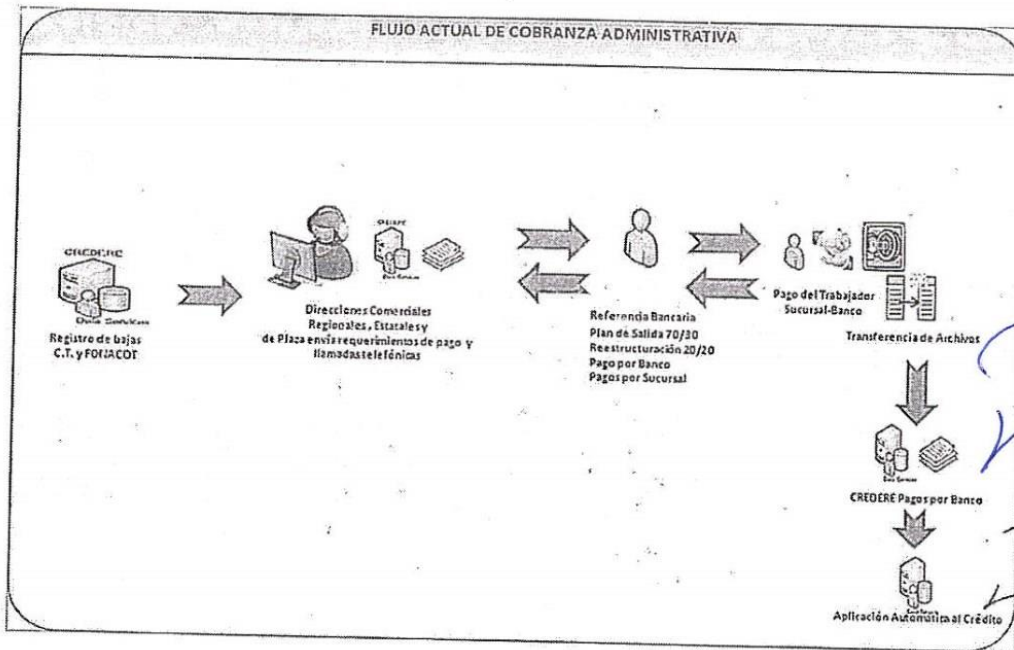 FLUJO ACTUAL DE COBRANZA ADMINISTRATIVA
CREDERE
Registro de bajas
C.T. y FONACOT
Direcciones Comerciales
Regionales, Estatales y
de Plaza envía requerimientos de pago y
llamadas telefónicas
Referencia Bancaria
Plan de Salida 70/30
Reestructuración 20/20
Pago por Banco
Pagos por Sucursal
Pago del Trabajador
Sucursal-Banco
Transferencia de Archivos
CREDERE Pagos por Banco
Aplicación Automática al Crédito